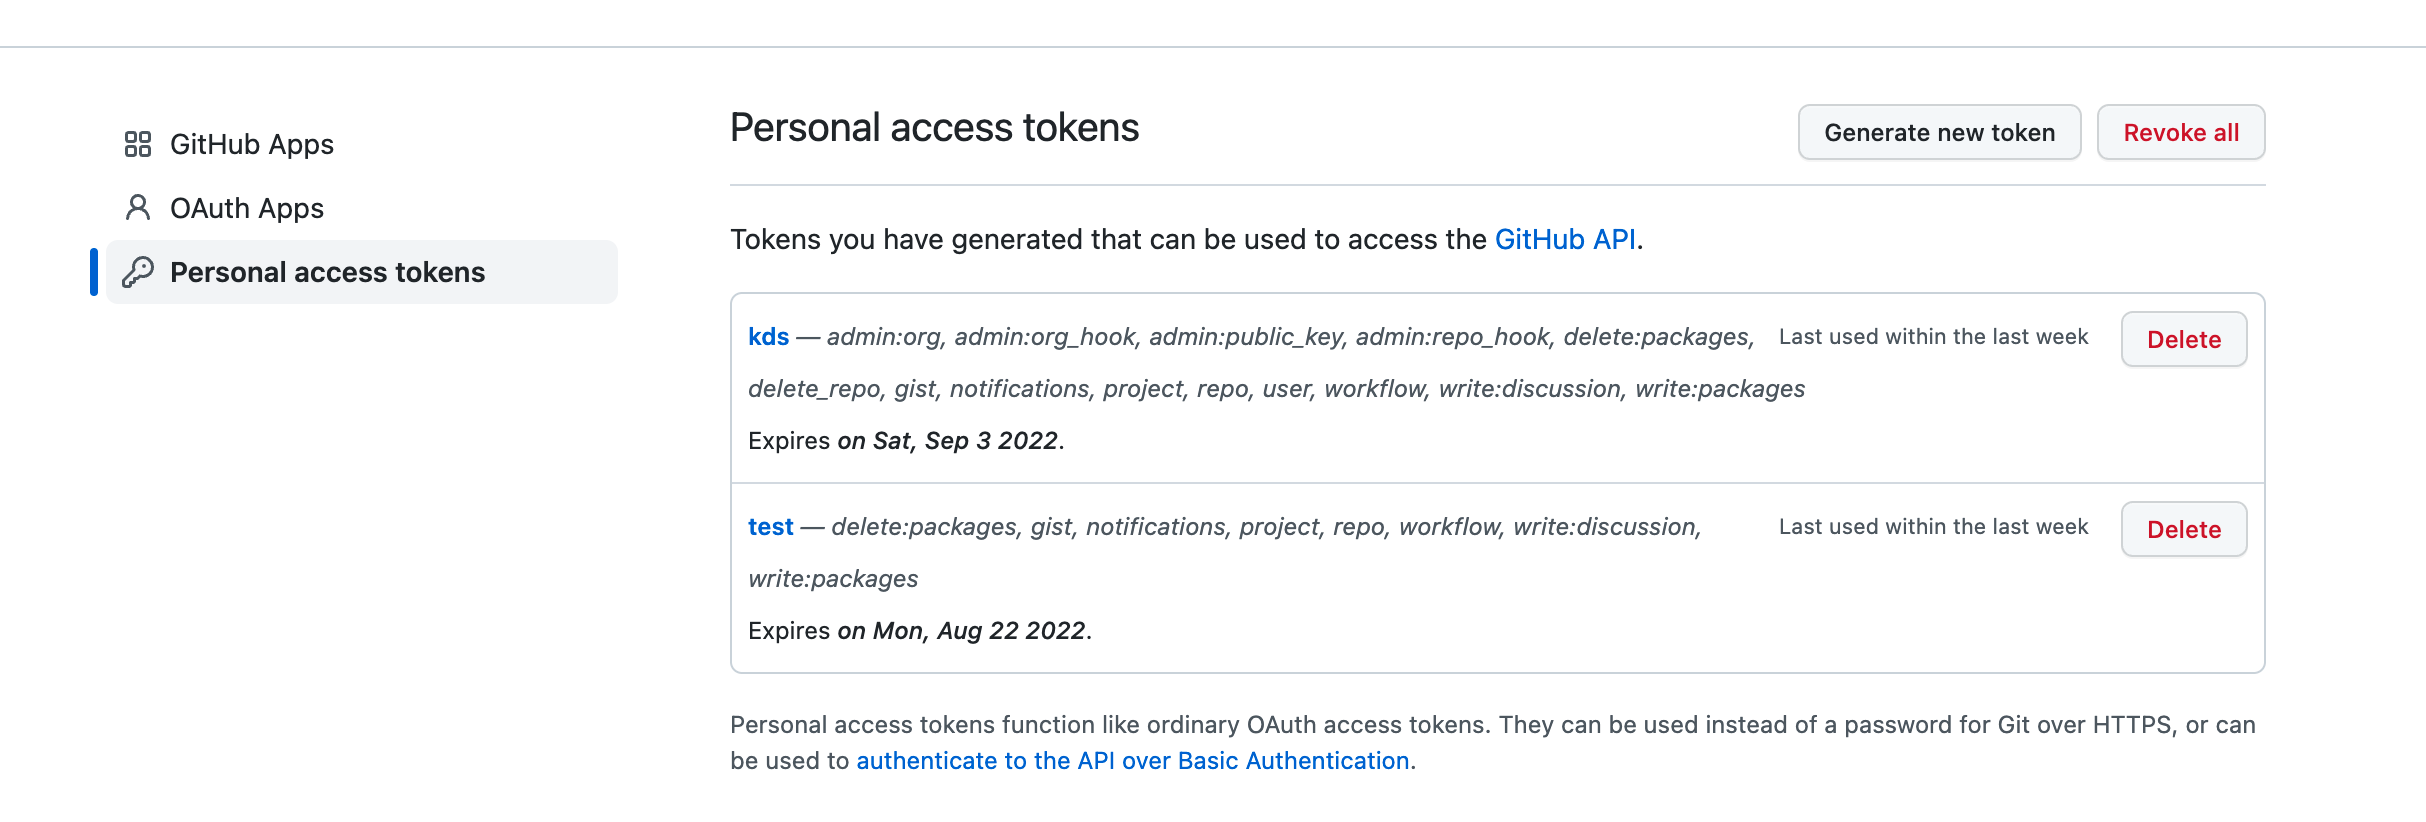 GitHub Apps
OAuth Apps
Personal access tokens
Personal access tokens
Generate new token
Revoke all
Tokens you have generated that can be used to access the GitHub API.
kds — admin:org, admin:org_hook, admin:public_key, admin:repo_hook, delete:packages,
Last used within the last week
Delete
delete_repo, gist, notifications, project, repo, user, workflow, write:discussion, write:packages
Expires on Sat, Sep 3 2022.
test — delete:packages, gist, notifications, project, repo, workflow, write:discussion,
Last used within the last week
Delete
write:packages
Expires on Mon, Aug 22 2022.
Personal access tokens function like ordinary OAuth access tokens. They can be used instead of a password for Git over HTTPS, or can
be used to authenticate to the API over Basic Authentication.